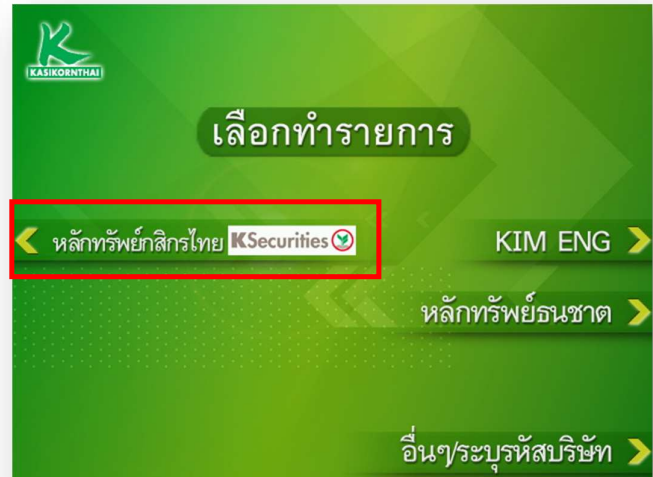 KASIKORNTHAI
เลือกทำรายการ
หลักทรัพย์กสิกรไทย KSecurities
KIM ENG
หลักทรัพย์ธนชาต
อื่นๆ/ระบุรหัสบริษัท